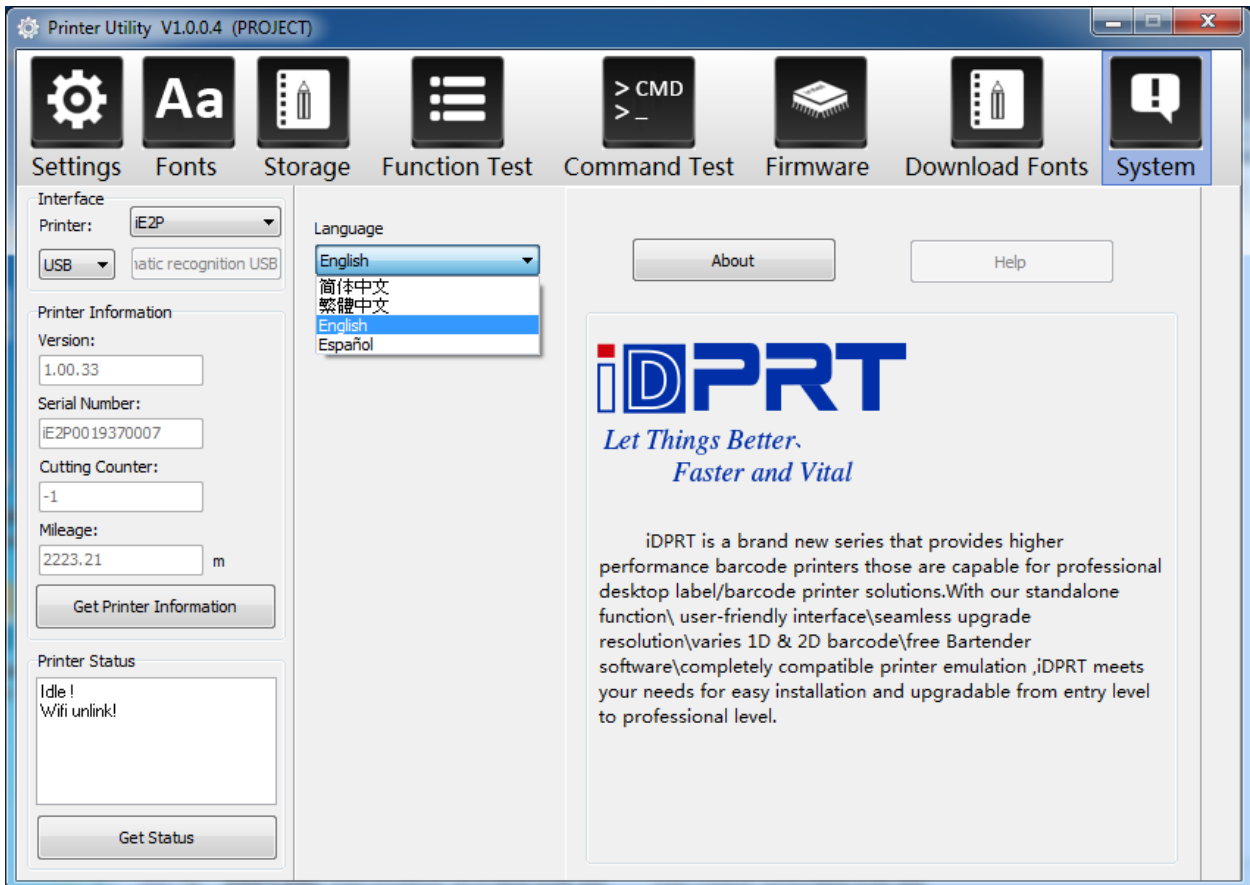 Printer Utility V1.0.0.4 (PROJECT)
Settings Fonts Storage Function Test Command Test Firmware Download Fonts System
Aa
> CMD
>_
Interface
Printer: iE2P
USB natic recognition USB
Printer Information
Version:
1.00.33
Serial Number:
iE2P0019370007
Cutting Counter:
-1
Mileage:
2223.21 m
Get Printer Information
Printer Status
Idle !
Wifi unlink!
Get Status
Language
English
简体中文
繁體中文
English
Español
About
Help
iDPRT
Let Things Better、
Faster and Vital
iDPRT is a brand new series that provides higher
performance barcode printers those are capable for professional
desktop label/barcode printer solutions.With our standalone
function\ user-friendly interface\seamless upgrade
resolution\varies 1D & 2D barcode\free Bartender
software\completely compatible printer emulation ,iDPRT meets
your needs for easy installation and upgradable from entry level
to professional level.